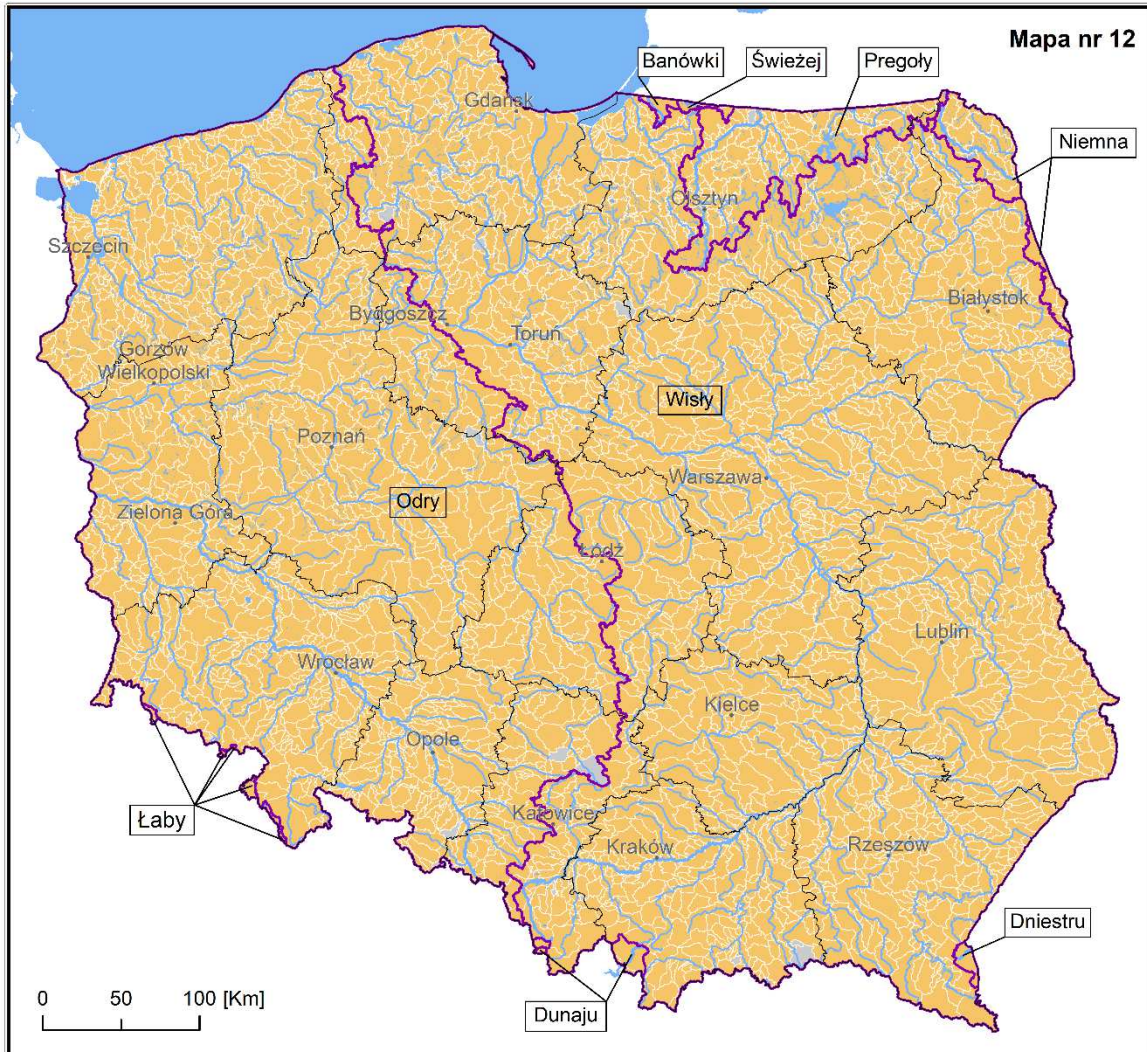 Mapa nr 12
Banówki
Świeżej
Pregoły
Gdańsk
Niemna
Olsztyn
Szczecin
Białystok
Bydgoszcz
Toruń
Gorzów
Wielkopolski
Wisły
Poznań
Warszawa
Odry
Zielona Góra
Łódź
Lublin
Wrocław
Kielce
Opole
Łaby
Katowice
Kraków
Rzeszów
Dniestru
Dunaju
0 50 100 [Km]